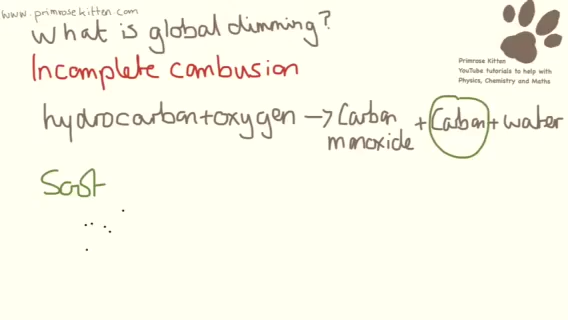 www.primrosekitten.com
What is global dimming?
Incomplete combusion
Primrose Kitten
YouTube tutorials to help with
Physics, Chemistry and Maths
hydrocarbon + oxygen → Carbon monoxide + Carbon + water
Soot